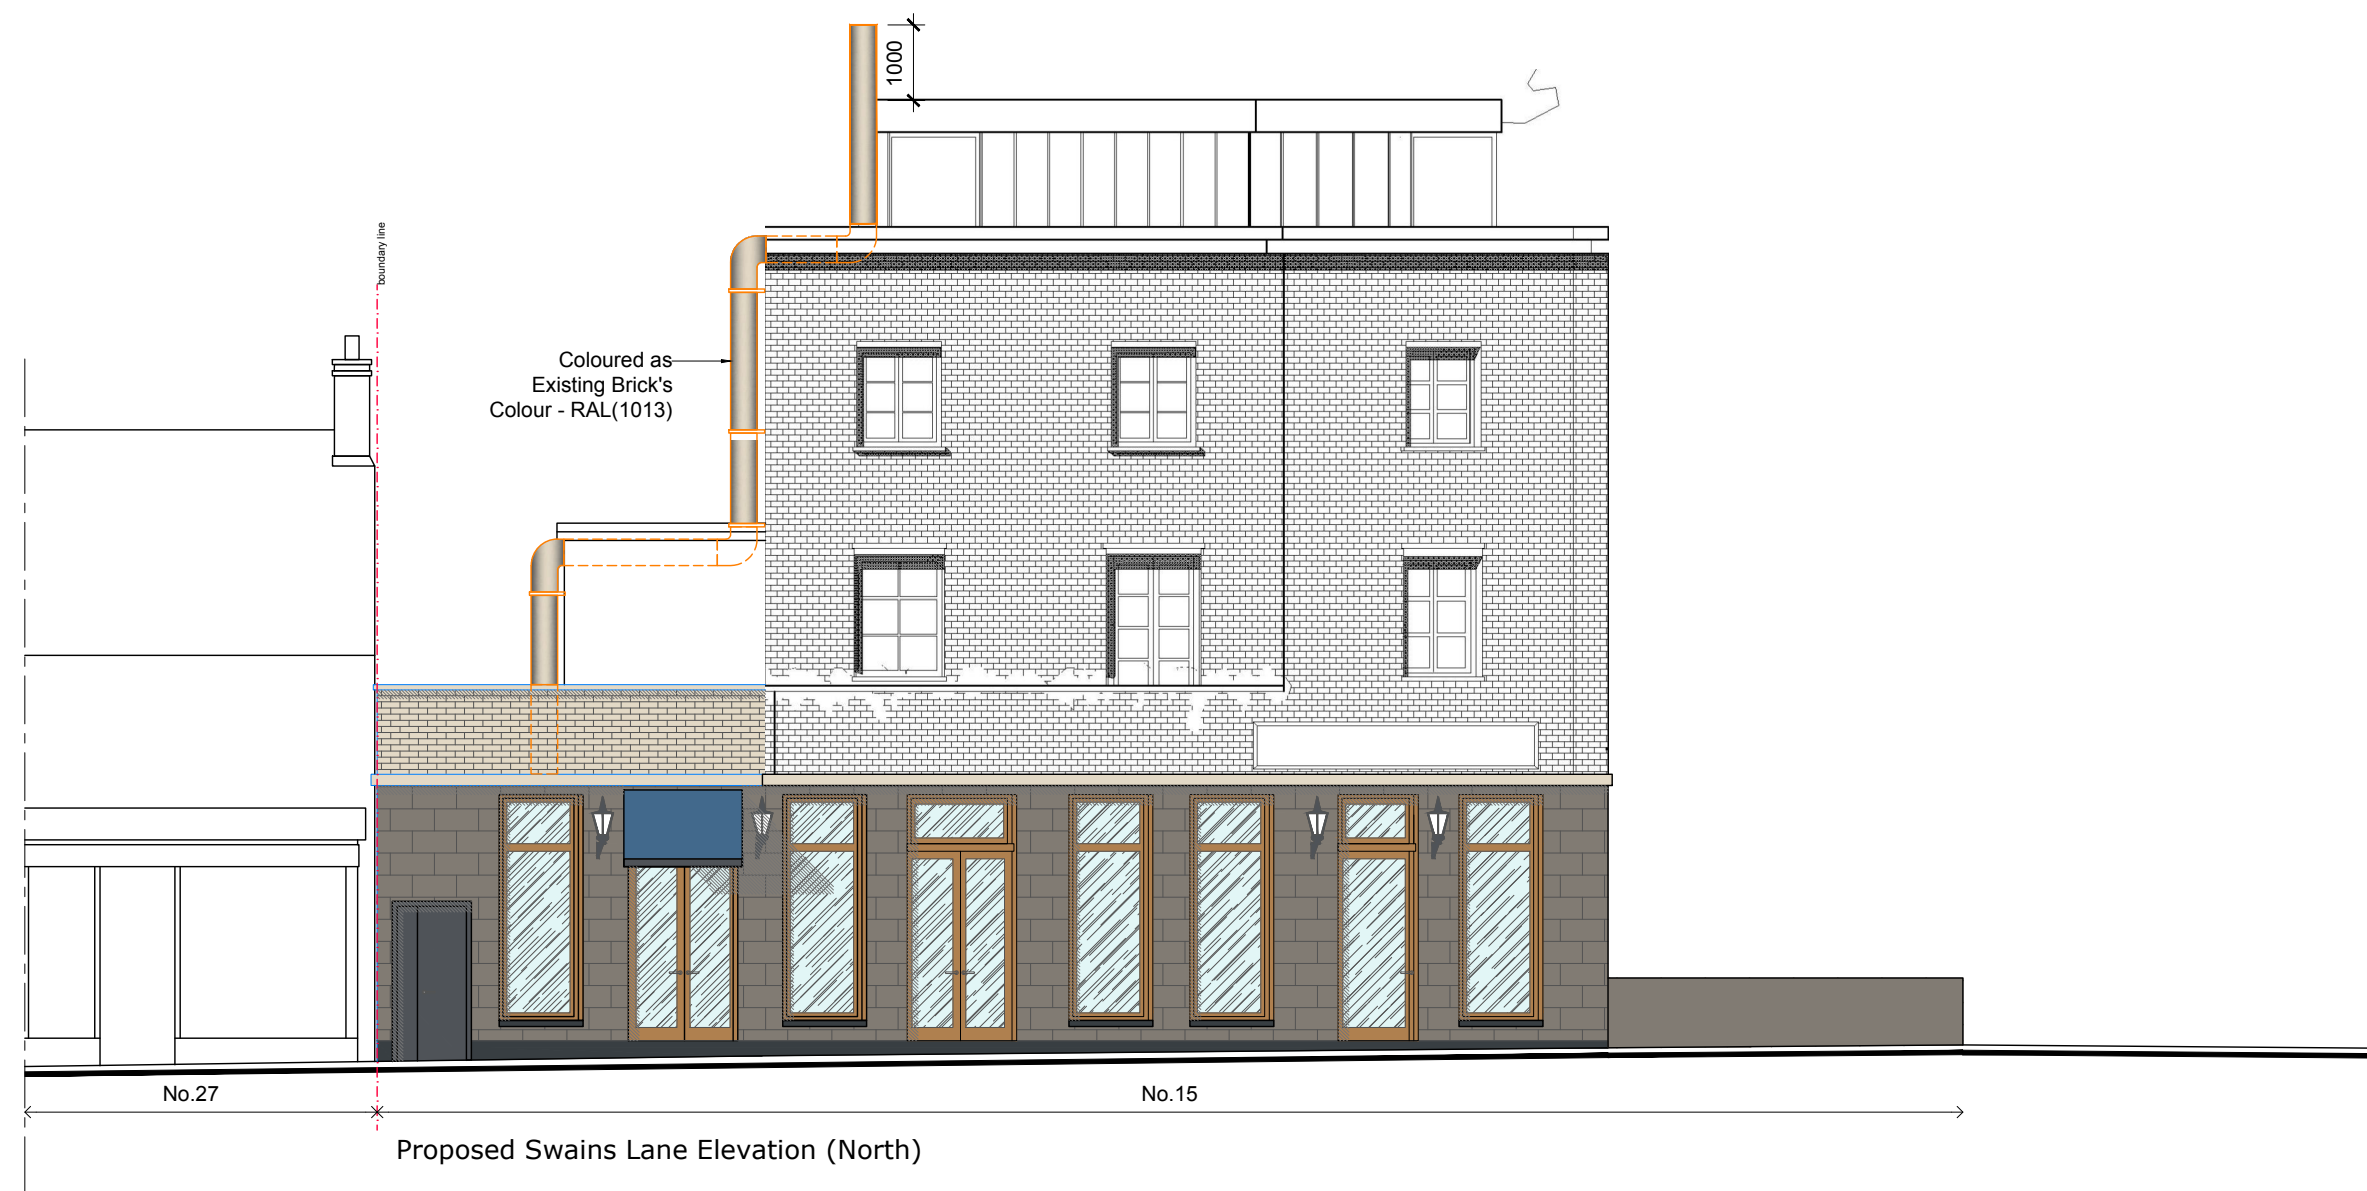 1000
boundary line
Coloured as
Existing Brick's
Colour - RAL(1013)
No.27
No.15
Proposed Swains Lane Elevation (North)